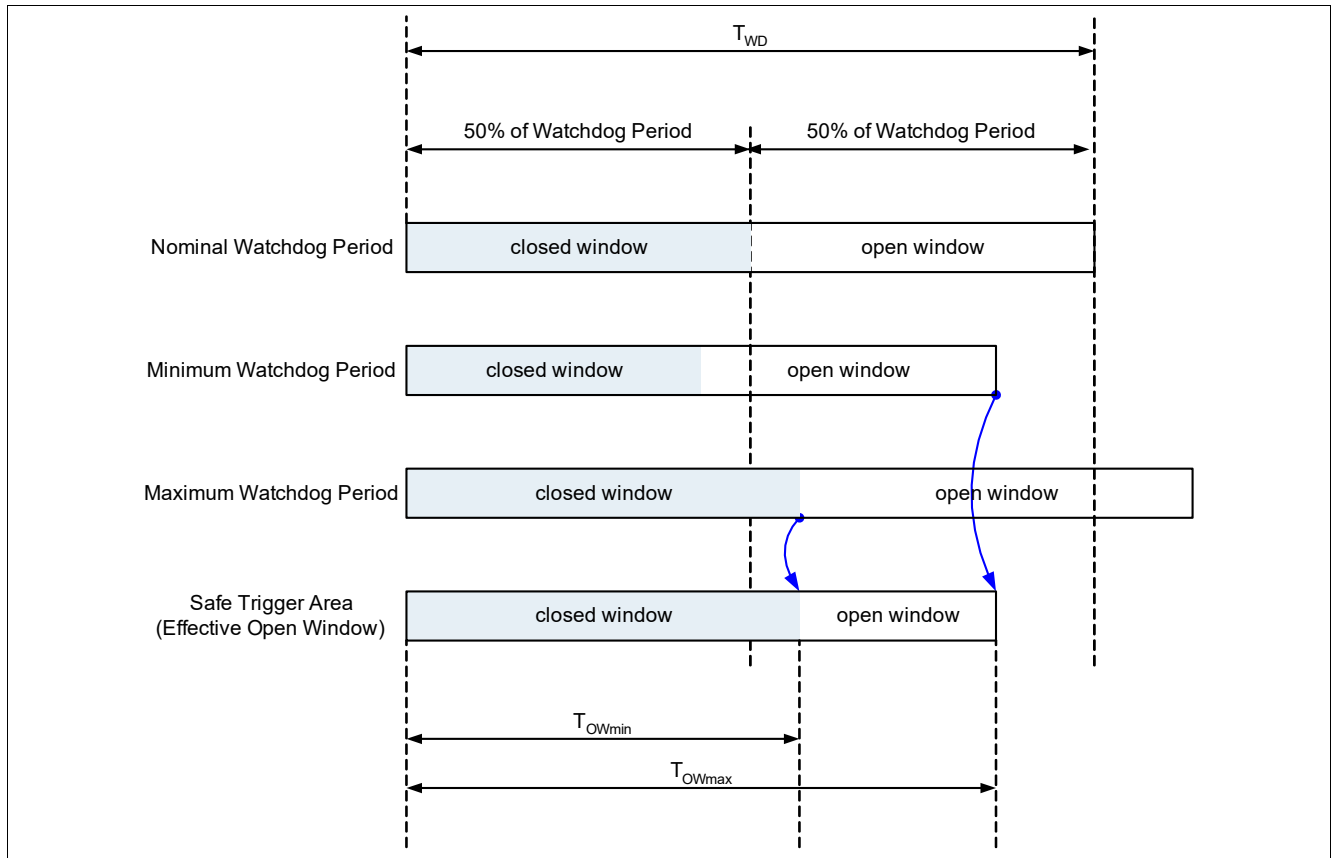 T_WD
50% of Watchdog Period
50% of Watchdog Period
Nominal Watchdog Period
closed window
open window
Minimum Watchdog Period
closed window
open window
Maximum Watchdog Period
closed window
open window
Safe Trigger Area
(Effective Open Window)
closed window
open window
T_OWmin
T_OWmax